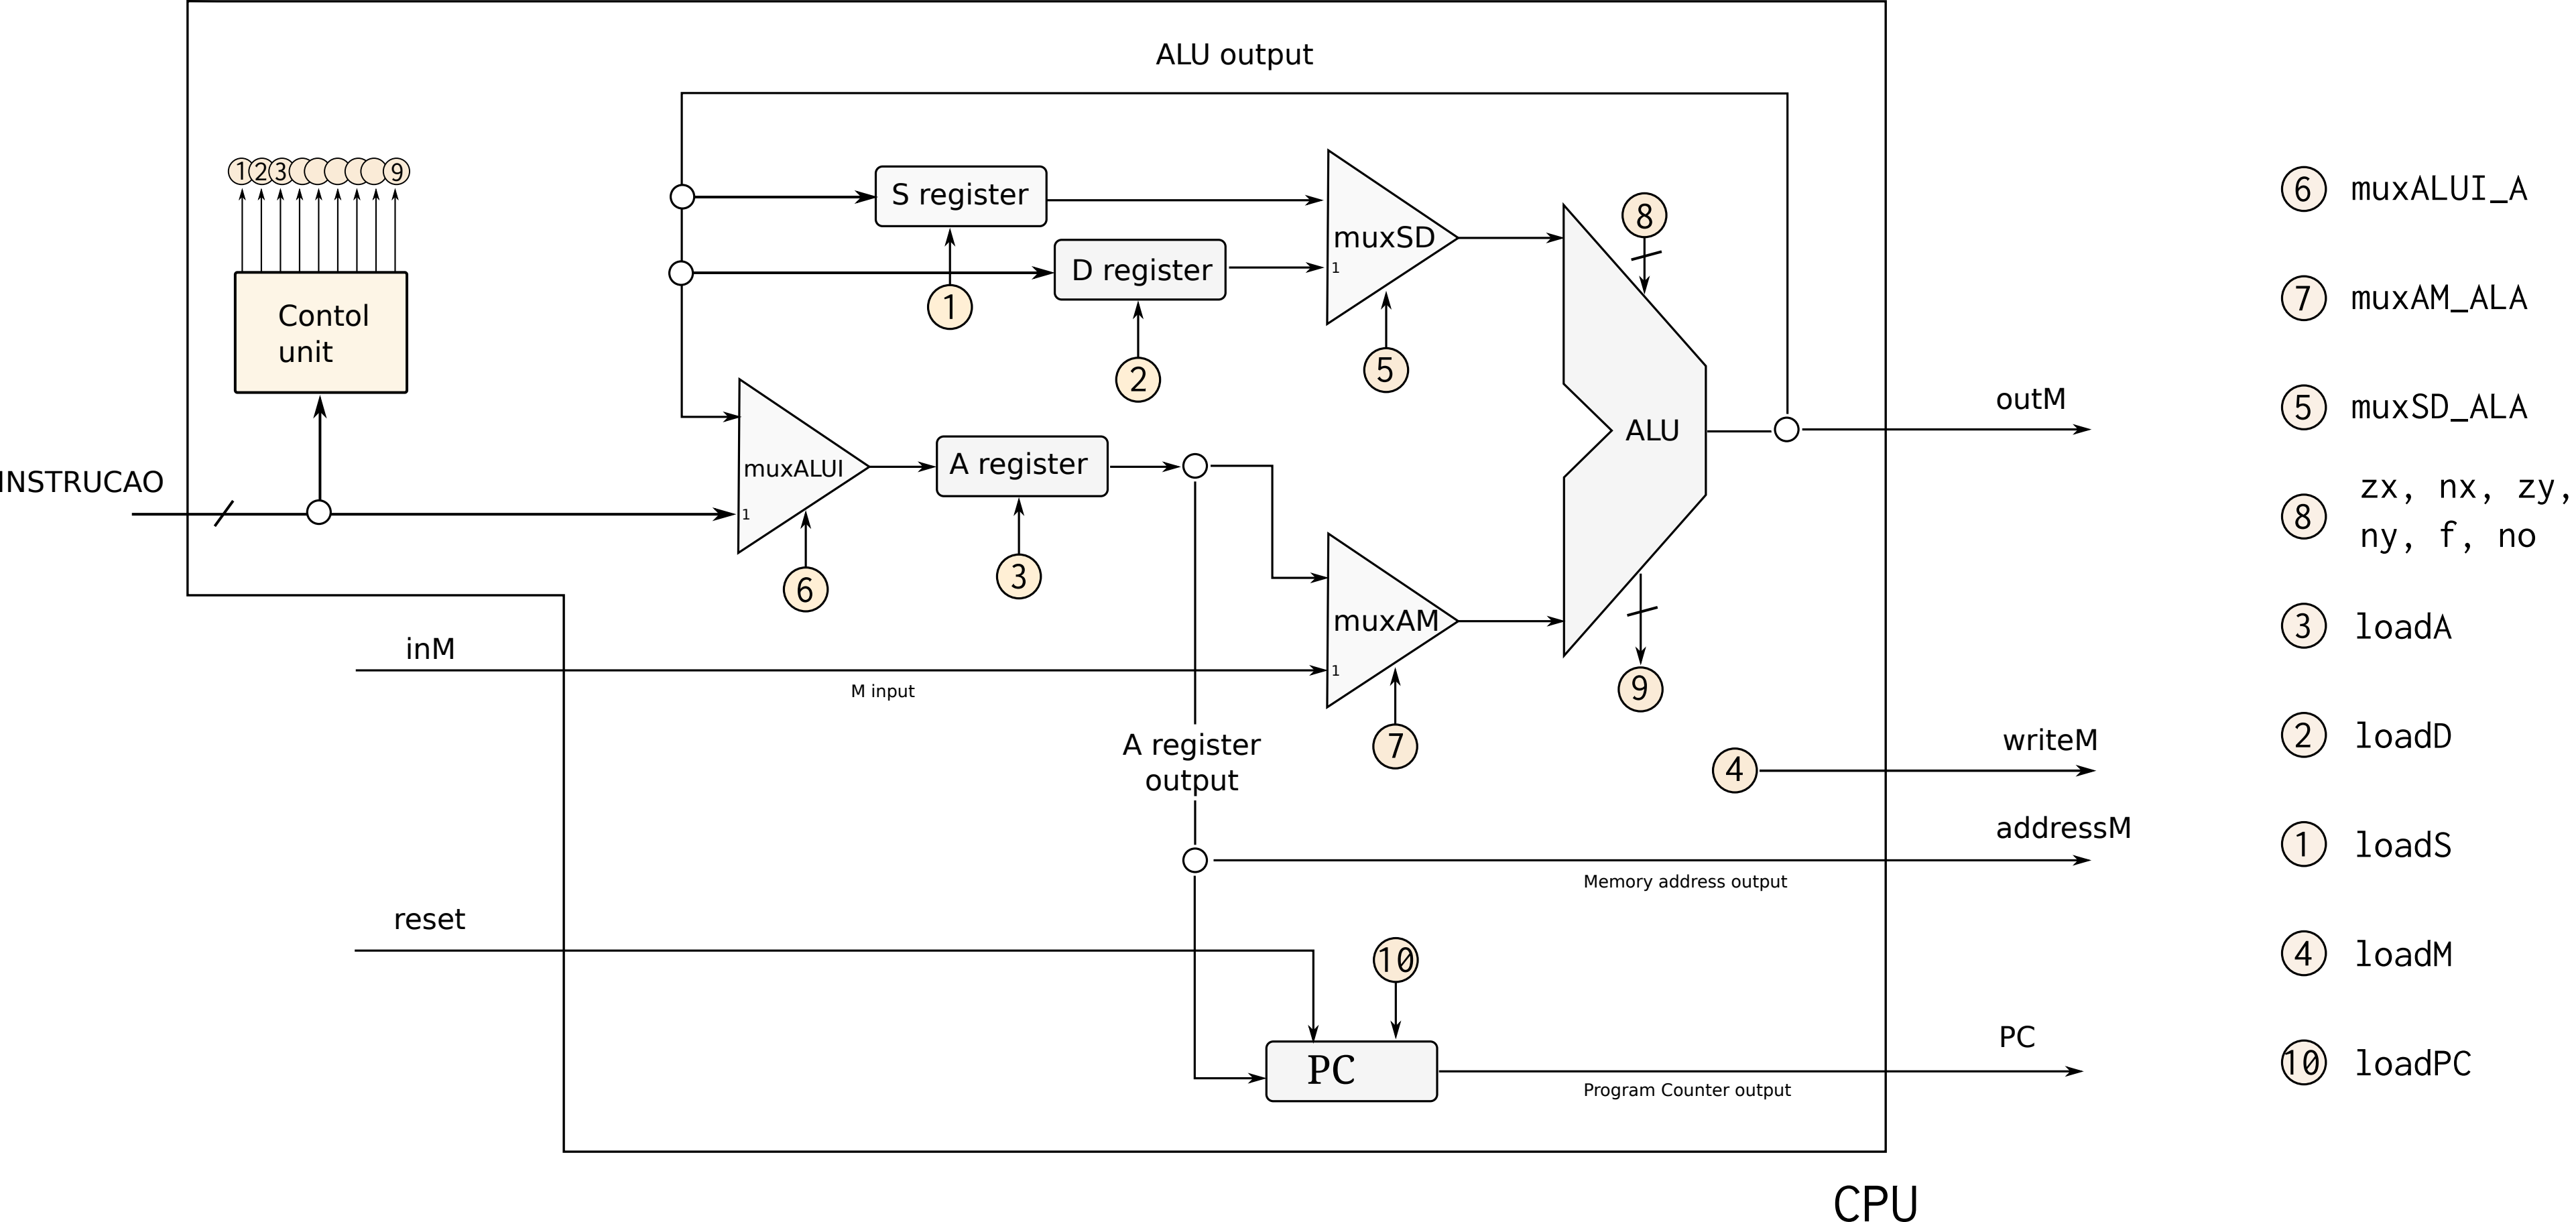 ALU output
1 2 3 9
Contol
unit
INSTRUCAO
S register
D register
1
2
muxSD
1
5
8
ALU
muxALUI
1
6
A register
3
outM
inM
M input
muxAM
1
7
9
A register
output
4
writeM
addressM
Memory address output
reset
10
PC
PC
Program Counter output
CPU
6 muxALUI_A
7 muxAM_ALA
5 muxSD_ALA
8 zx, nx, zy,
ny, f, no
3 loadA
2 loadD
1 loadS
4 loadM
10 loadPC